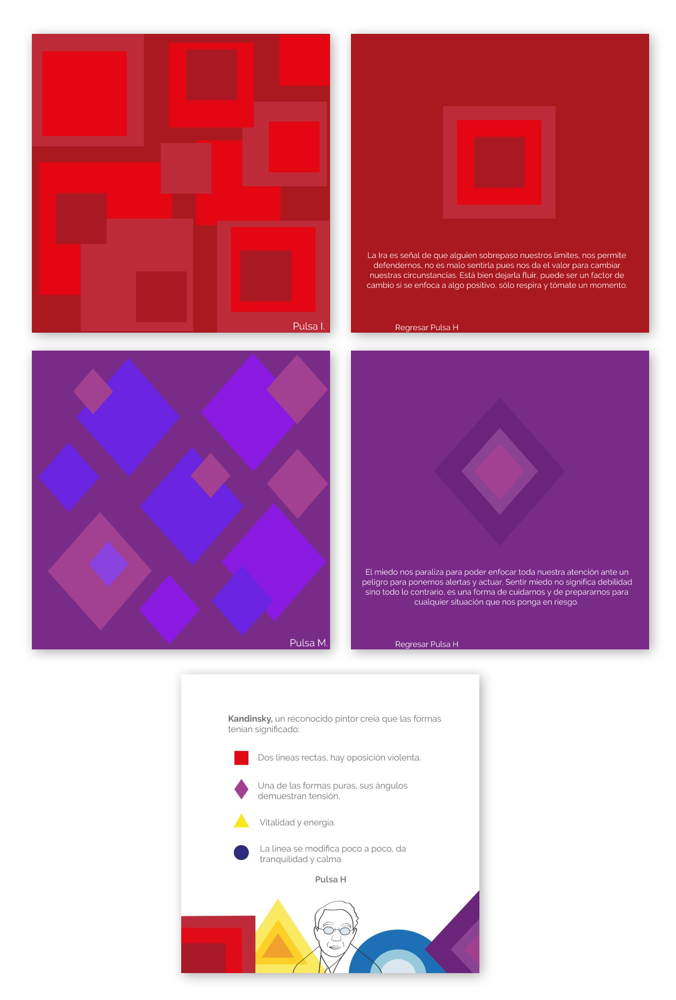 Pulsa I.
La Ira es señal de que alguien sobrepaso nuestros límites, nos permite
defendernos, no es malo sentirla pues nos da el valor para cambiar
nuestras circunstancias. Está bien dejarla fluir, puede ser un factor de
cambio si se enfoca a algo positivo, sólo respira y tómate un momento.
Regresar Pulsa H
Pulsa M.
El miedo nos paraliza para poder enfocar toda nuestra atención ante un
peligro para ponernos alertas y actuar. Sentir miedo no significa debilidad
sino todo lo contrario, es una forma de cuidarnos y de prepararnos para
cualquier situación que nos ponga en riesgo.
Regresar Pulsa H
Kandinsky, un reconocido pintor creía que las formas
tenían significado:
Dos líneas rectas, hay oposición violenta.
Una de las formas puras, sus ángulos
demuestran tensión.
Vitalidad y energía.
La línea se modifica poco a poco, da
tranquilidad y calma.
Pulsa H